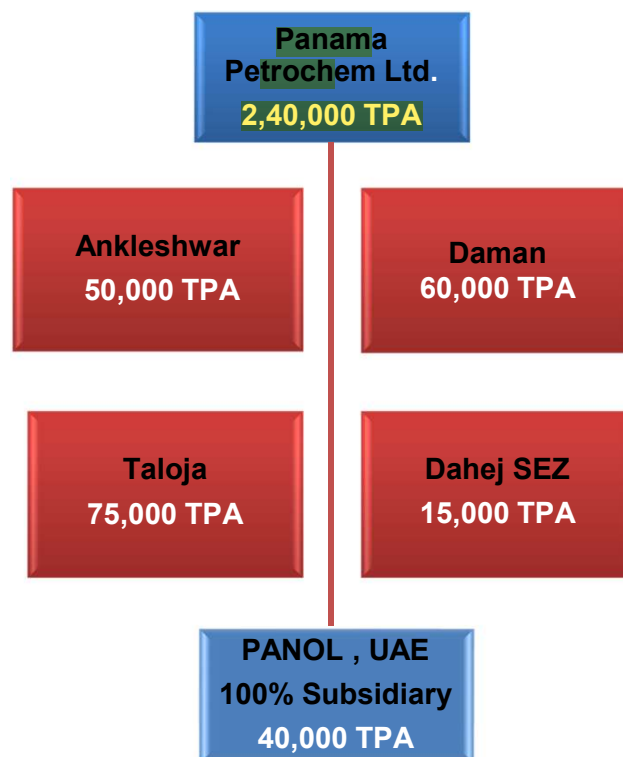 Panama
Petrochem Ltd.
2,40,000 TPA
Ankleshwar
50,000 TPA
Daman
60,000 TPA
Taloja
75,000 TPA
Dahej SEZ
15,000 TPA
PANOL , UAE
100% Subsidiary
40,000 TPA